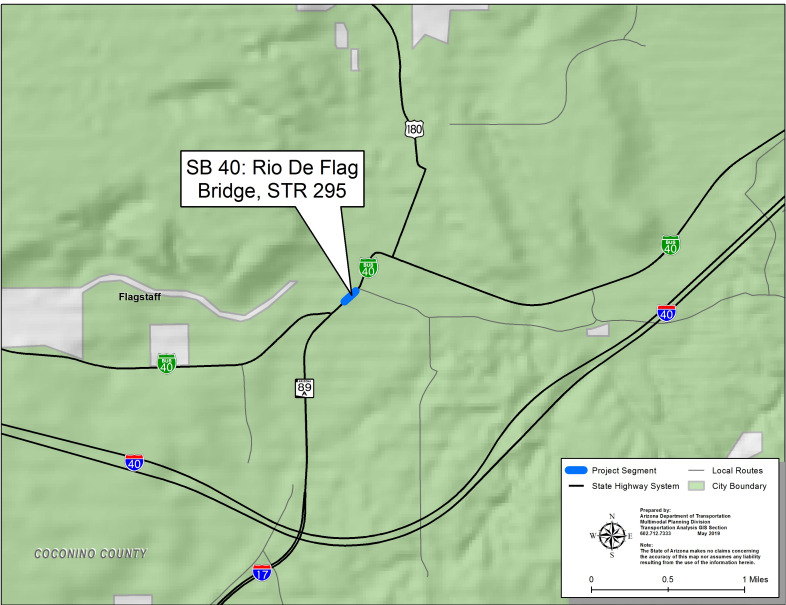 180
SB 40: Rio De Flag
Bridge, STR 295
BUS
40
BUS
40
Flagstaff
40
BUS
40
89
A
40
COCONINO COUNTY
17
Project Segment
Local Routes
State Highway System
City Boundary
N
W
E
S
Prepared by:
Arizona Department of Transportation
Multimodal Planning Division
Transportation Analysis GIS Section
602.712.7333 May 2019
Note:
The State of Arizona makes no claims concerning
the accuracy of this map nor assumes any liability
resulting from the use of the information herein.
0 0.5 1 Miles